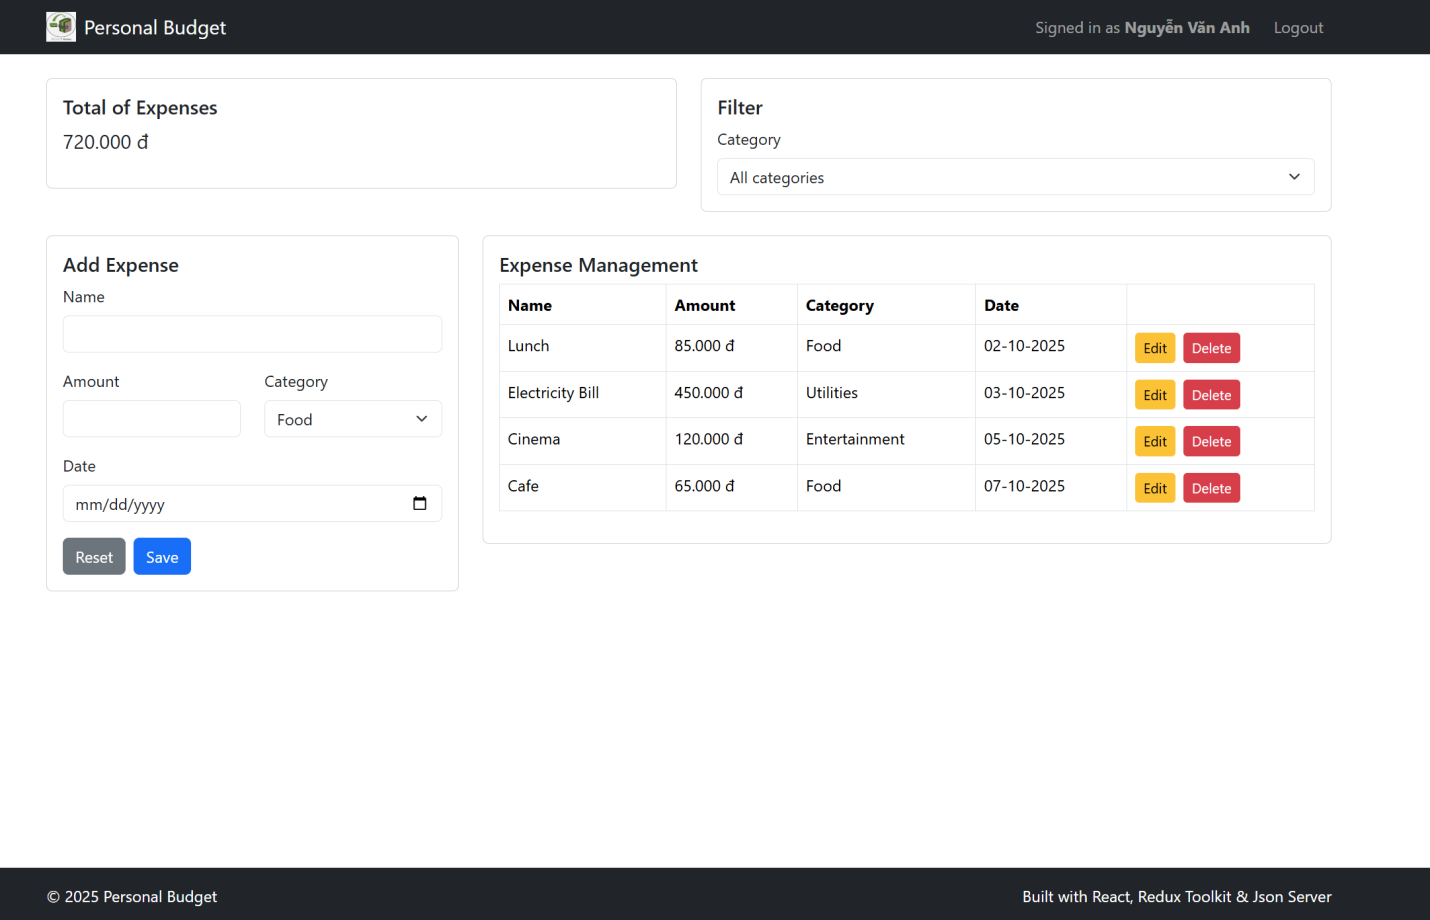 Personal Budget
Signed in as Nguyễn Văn Anh Logout
Total of Expenses
720.000 đ
Filter
Category
All categories
Add Expense
Name
Amount Category
Food
Date
mm/dd/yyyy
Reset Save
Expense Management
Name Amount Category Date
Lunch 85.000 đ Food 02-10-2025 Edit Delete
Electricity Bill 450.000 đ Utilities 03-10-2025 Edit Delete
Cinema 120.000 đ Entertainment 05-10-2025 Edit Delete
Cafe 65.000 đ Food 07-10-2025 Edit Delete
© 2025 Personal Budget
Built with React, Redux Toolkit & Json Server